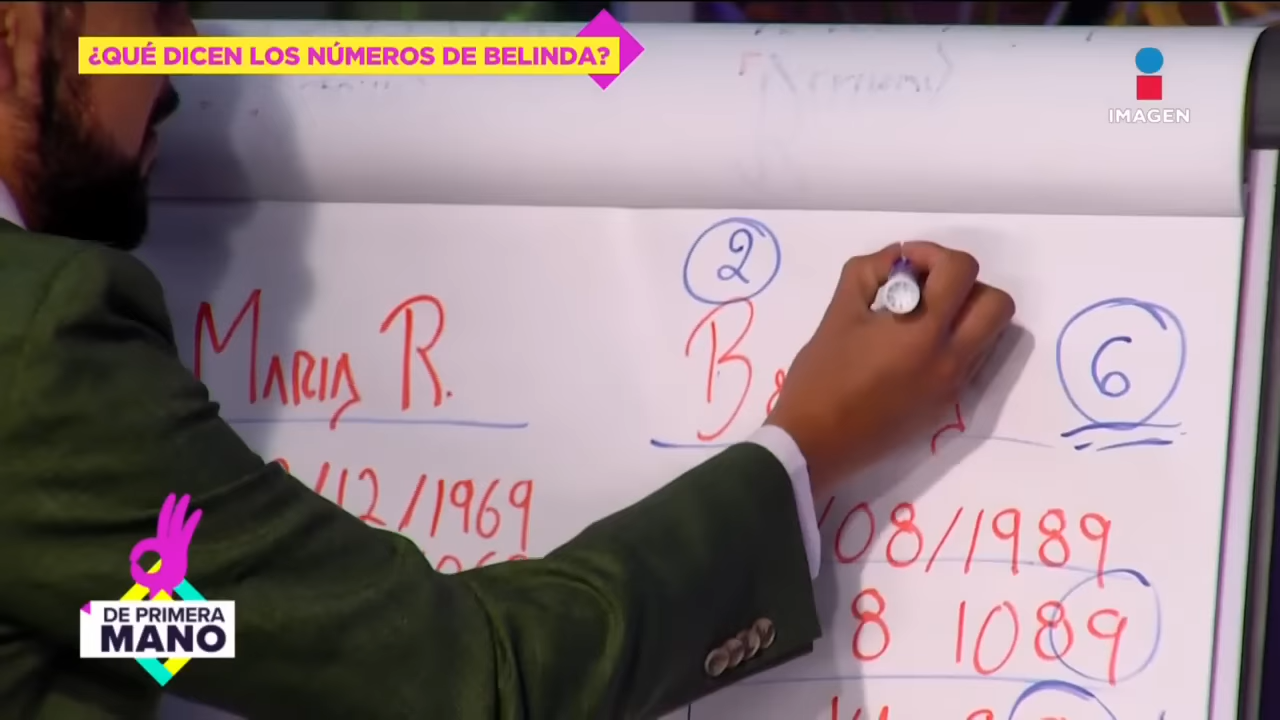 ¿QUÉ DICEN LOS NÚMEROS DE BELINDA?
IMAGEN
2
6
MARIA R.
B
/12/1969
/08/1989
8 1089
DE PRIMERA
MANO